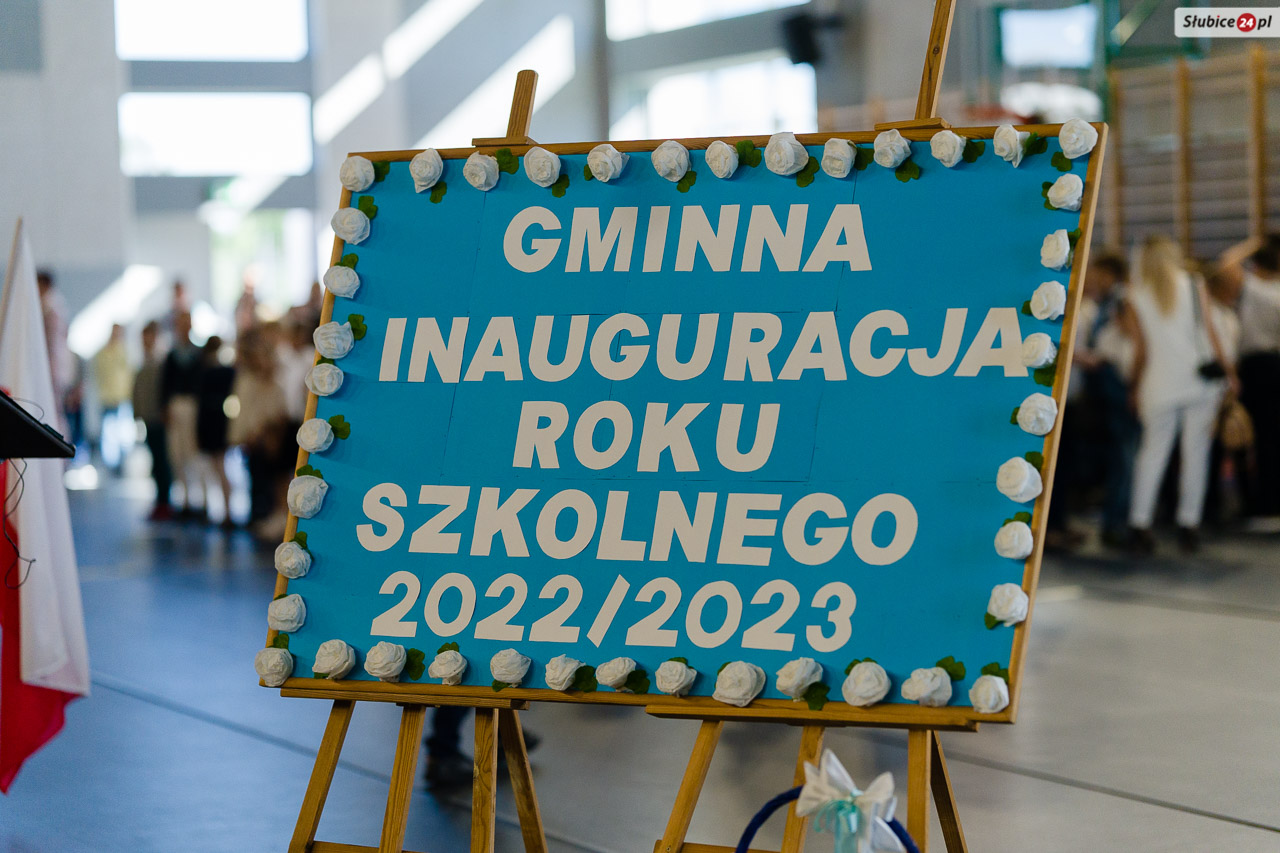 Słubice24.pl
GMINNA
INAUGURACJA
ROKU
SZKOLNEGO
2022/2023